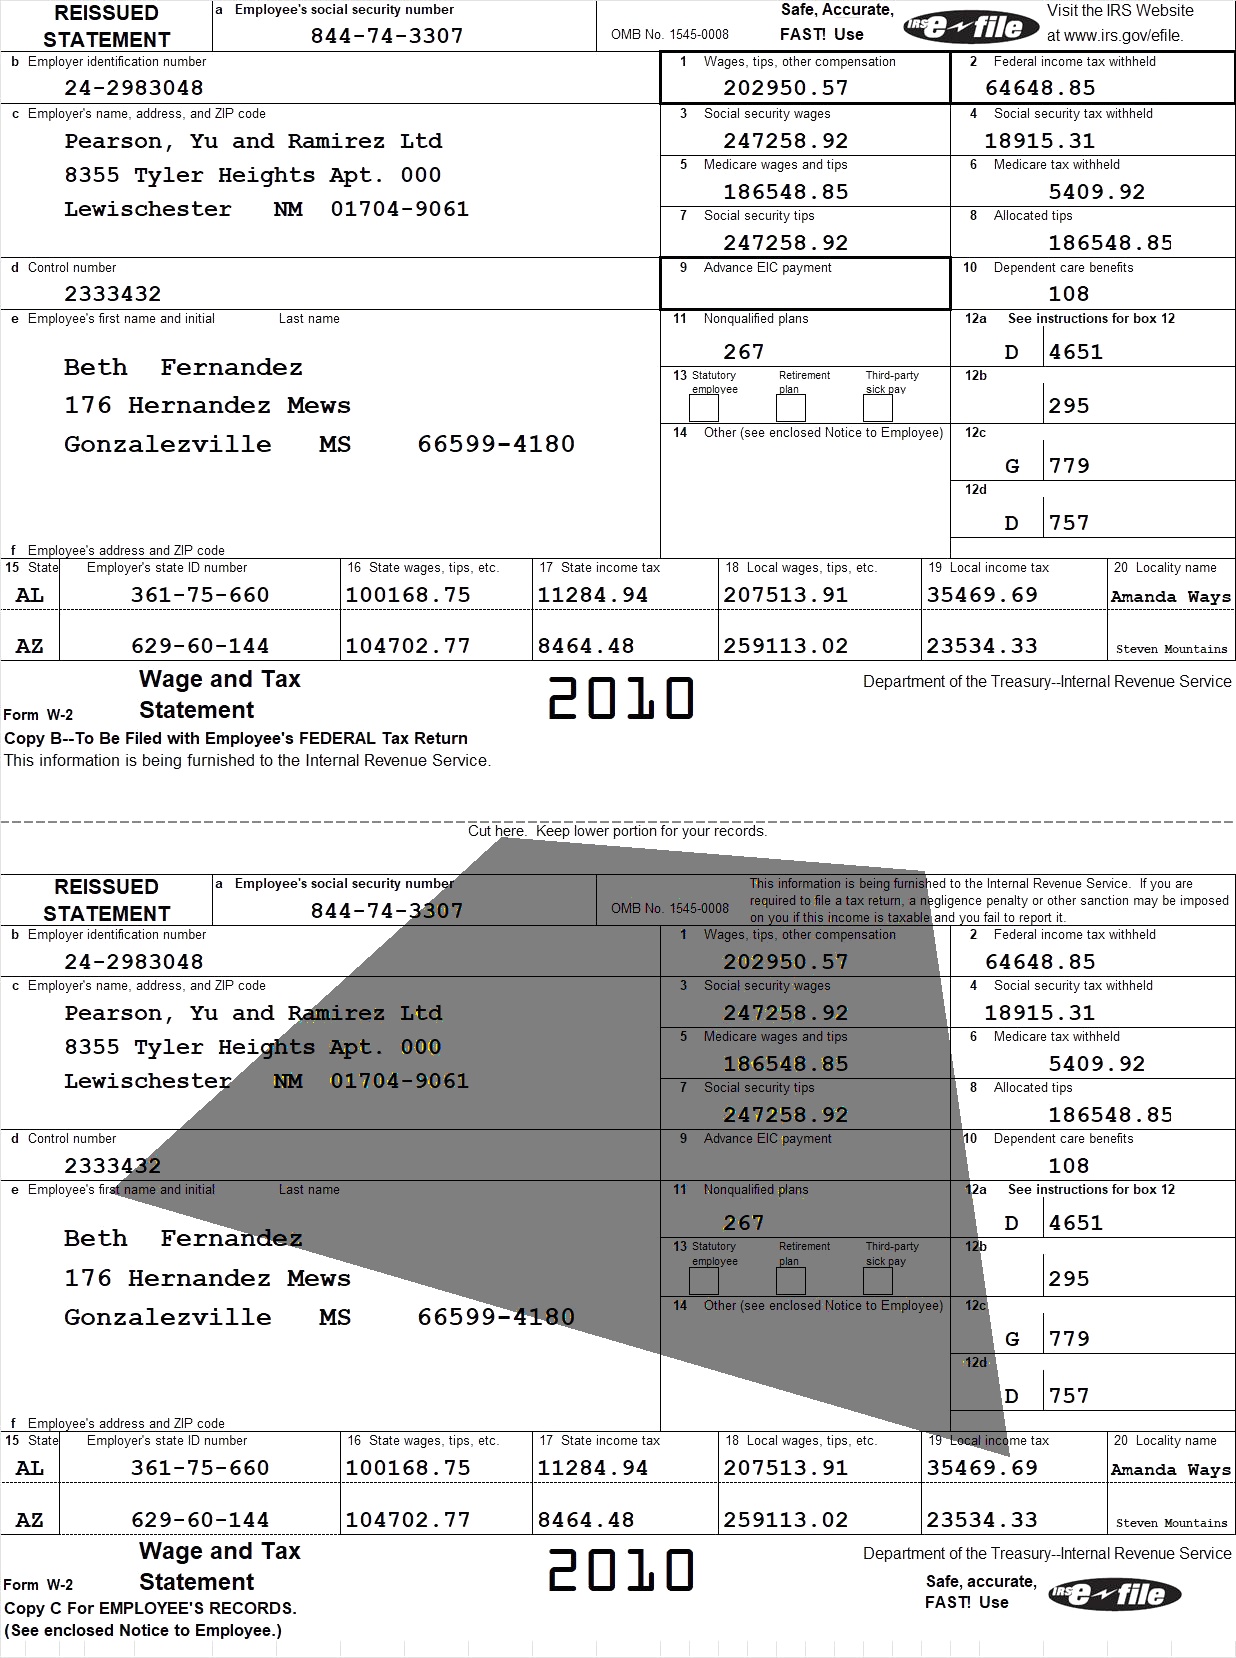 REISSUED STATEMENT
a Employee's social security number
844-74-3307
OMB No. 1545-0008
Safe, Accurate, FAST! Use
IRS e-file
Visit the IRS Website at www.irs.gov/efile.
b Employer identification number
24-2983048
1 Wages, tips, other compensation
202950.57
2 Federal income tax withheld
64648.85
c Employer's name, address, and ZIP code
Pearson, Yu and Ramirez Ltd
8355 Tyler Heights Apt. 000
Lewischester NM 01704-9061
3 Social security wages
247258.92
4 Social security tax withheld
18915.31
5 Medicare wages and tips
186548.85
6 Medicare tax withheld
5409.92
7 Social security tips
247258.92
8 Allocated tips
186548.85
d Control number
2333432
9 Advance EIC payment
10 Dependent care benefits
108
e Employee's first name and initial Last name
Beth Fernandez
176 Hernandez Mews
Gonzalezville MS 66599-4180
11 Nonqualified plans
267
12a See instructions for box 12
D 4651
13 Statutory employee Retirement plan Third-party sick pay
12b
295
14 Other (see enclosed Notice to Employee)
12c
G 779
12d
D 757
f Employee's address and ZIP code
15 State Employer's state ID number 16 State wages, tips, etc. 17 State income tax 18 Local wages, tips, etc. 19 Local income tax 20 Locality name
AL 361-75-660 100168.75 11284.94 207513.91 35469.69 Amanda Ways
AZ 629-60-144 104702.77 8464.48 259113.02 23534.33 Steven Mountains
Form W-2 Wage and Tax Statement
2010
Department of the Treasury--Internal Revenue Service
Copy B--To Be Filed with Employee's FEDERAL Tax Return
This information is being furnished to the Internal Revenue Service.
Cut here. Keep lower portion for your records.
REISSUED STATEMENT
a Employee's social security number
844-74-3307
OMB No. 1545-0008
This information is being furnished to the Internal Revenue Service. If you are
required to file a tax return, a negligence penalty or other sanction may be imposed
on you if this income is taxable and you fail to report it.
b Employer identification number
24-2983048
1 Wages, tips, other compensation
202950.57
2 Federal income tax withheld
64648.85
c Employer's name, address, and ZIP code
Pearson, Yu and Ramirez Ltd
8355 Tyler Heights Apt. 000
Lewischester NM 01704-9061
3 Social security wages
247258.92
4 Social security tax withheld
18915.31
5 Medicare wages and tips
186548.85
6 Medicare tax withheld
5409.92
7 Social security tips
247258.92
8 Allocated tips
186548.85
d Control number
2333432
9 Advance EIC payment
10 Dependent care benefits
108
e Employee's first name and initial Last name
Beth Fernandez
176 Hernandez Mews
Gonzalezville MS 66599-4180
11 Nonqualified plans
267
12a See instructions for box 12
D 4651
13 Statutory employee Retirement plan Third-party sick pay
12b
295
14 Other (see enclosed Notice to Employee)
12c
G 779
12d
D 757
f Employee's address and ZIP code
15 State Employer's state ID number 16 State wages, tips, etc. 17 State income tax 18 Local wages, tips, etc. 19 Local income tax 20 Locality name
AL 361-75-660 100168.75 11284.94 207513.91 35469.69 Amanda Ways
AZ 629-60-144 104702.77 8464.48 259113.02 23534.33 Steven Mountains
Form W-2 Wage and Tax Statement
2010
Department of the Treasury--Internal Revenue Service
Safe, accurate, FAST! Use
IRS e-file
Copy C For EMPLOYEE'S RECORDS.
(See enclosed Notice to Employee.)